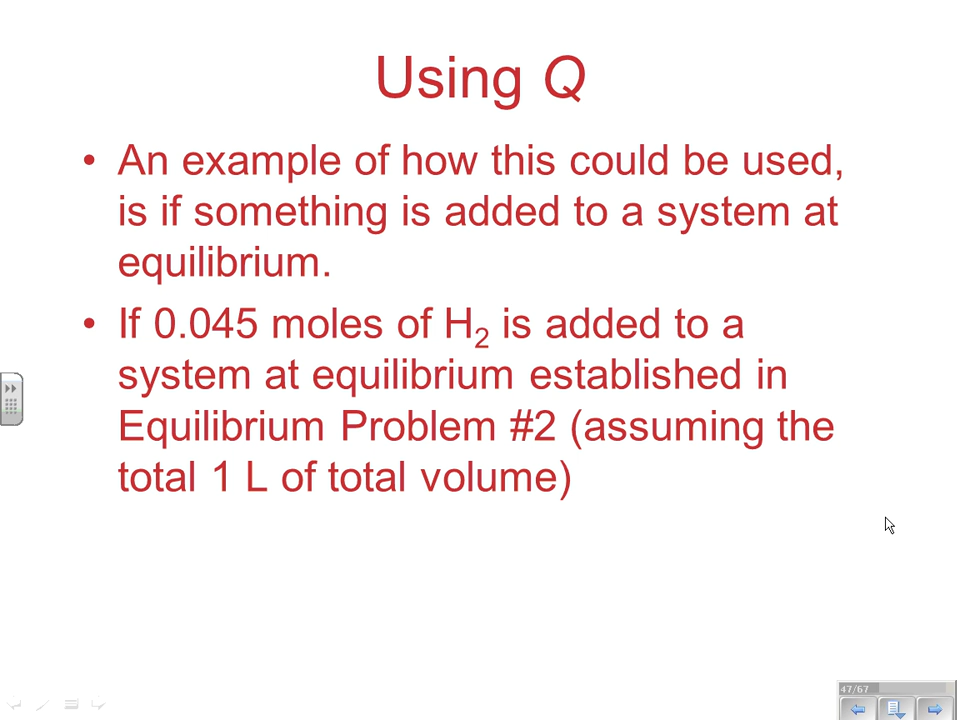 Using Q
• An example of how this could be used,
is if something is added to a system at
equilibrium.
• If 0.045 moles of H₂ is added to a
system at equilibrium established in
Equilibrium Problem #2 (assuming the
total 1 L of total volume)
47/67